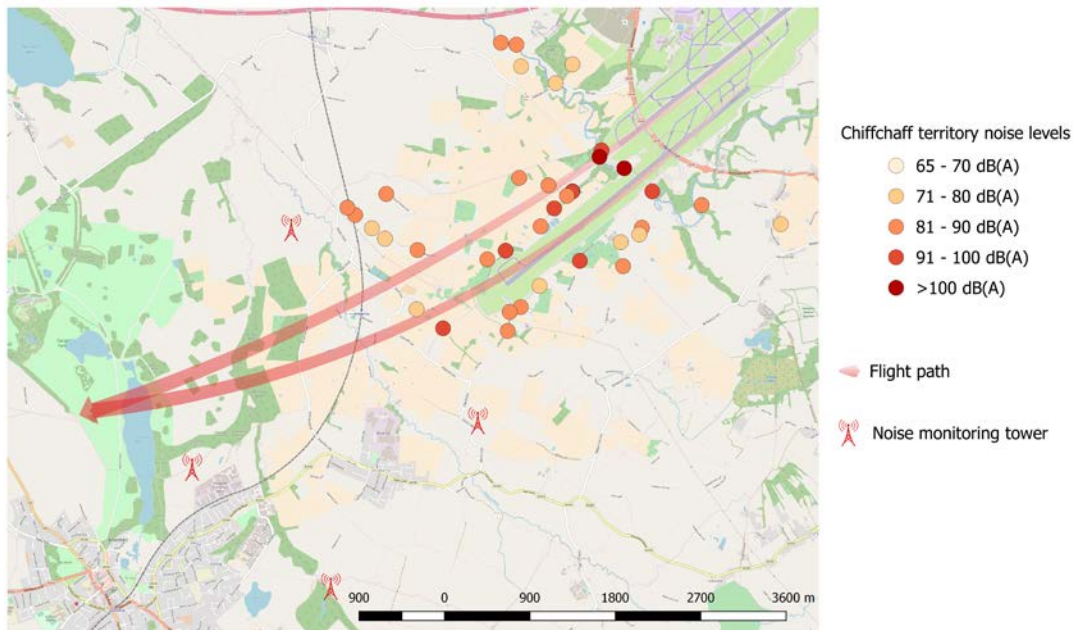 Chiffchaff territory noise levels
65 - 70 dB(A)
71 - 80 dB(A)
81 - 90 dB(A)
91 - 100 dB(A)
>100 dB(A)
Flight path
Noise monitoring tower
900 0 900 1800 2700 3600 m